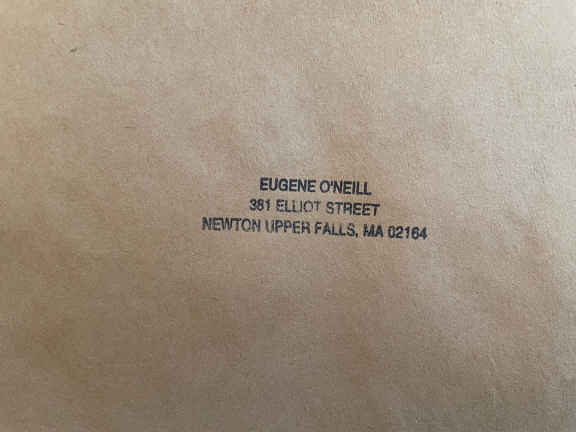 EUGENE O'NEILL
381 ELLIOT STREET
NEWTON UPPER FALLS, MA 02164